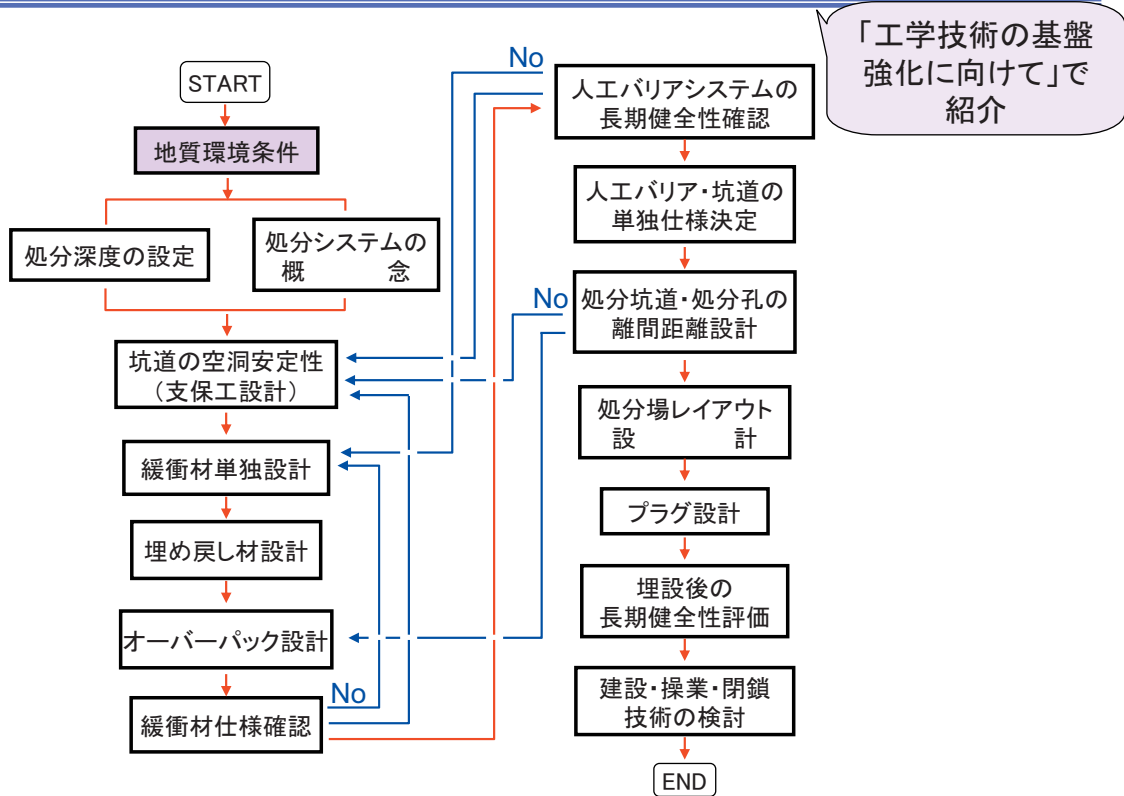 「工学技術の基盤
強化に向けて」で
紹介
START
地質環境条件
処分深度の設定
処分システムの
概　　　念
坑道の空洞安定性
（支保工設計）
緩衝材単独設計
埋め戻し材設計
オーバーパック設計
緩衝材仕様確認
No
No
人工バリアシステムの
長期健全性確認
人工バリア・坑道の
単独仕様決定
No
処分坑道・処分孔の
離間距離設計
処分場レイアウト
設　　　計
プラグ設計
埋設後の
長期健全性評価
建設・操業・閉鎖
技術の検討
END